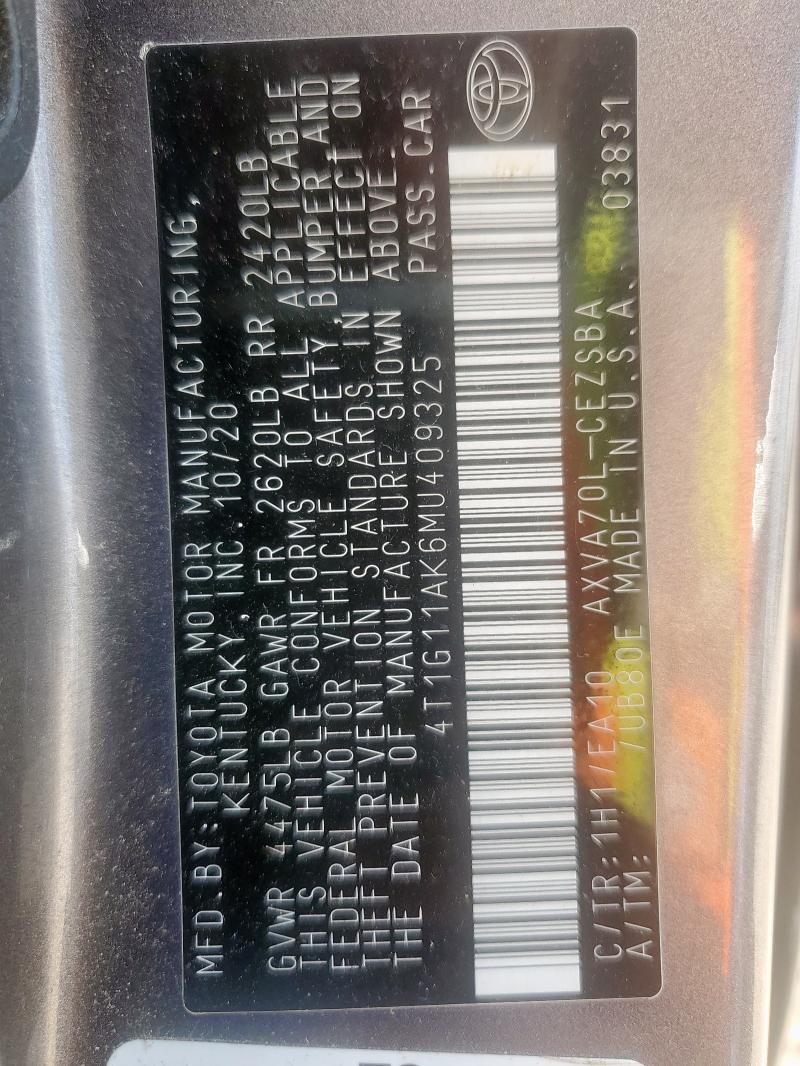 MFD.BY:TOYOTA MOTOR MANUFACTURING,
KENTUCKY, INC. 10/20
GVWR 4475LB GAWR FR 2620LB RR 2420LB
THIS VEHICLE CONFORMS TO ALL APPLICABLE
FEDERAL MOTOR VEHICLE SAFETY,BUMPER AND
THEFT PREVENTION STANDARDS IN EFFECT ON
THE DATE OF MANUFACTURE SHOWN ABOVE.
4T1G11AK6MU409325 PASS.CAR
C/TR:1H1/EA10 AXVA70L-CEZSBA
A/TM: /UB80E MADE IN U.S.A. 03831